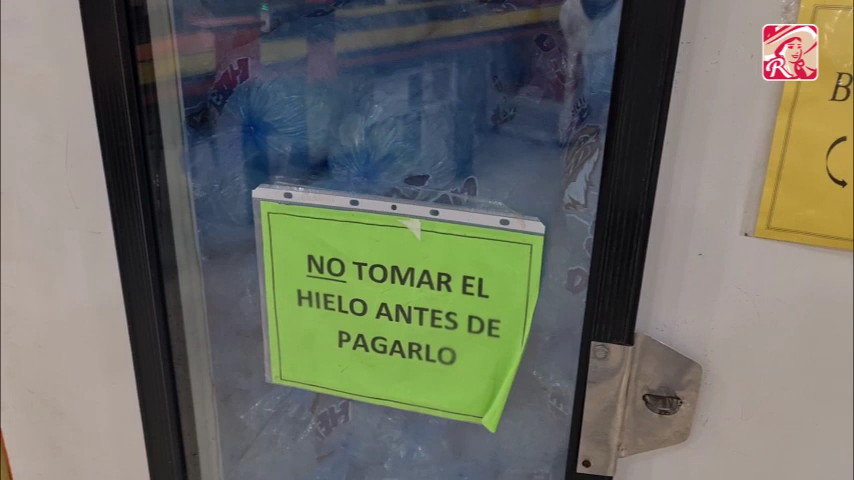 NO TOMAR EL
HIELO ANTES DE
PAGARLO
R
B